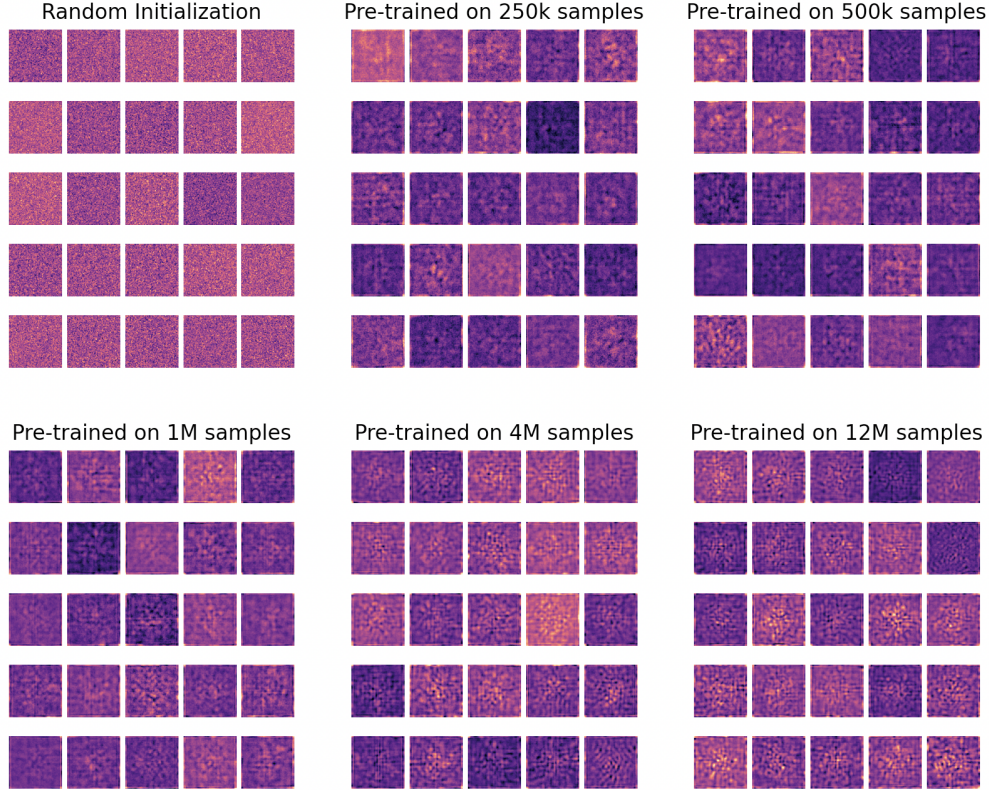 Random Initialization
Pre-trained on 250k samples
Pre-trained on 500k samples
Pre-trained on 1M samples
Pre-trained on 4M samples
Pre-trained on 12M samples